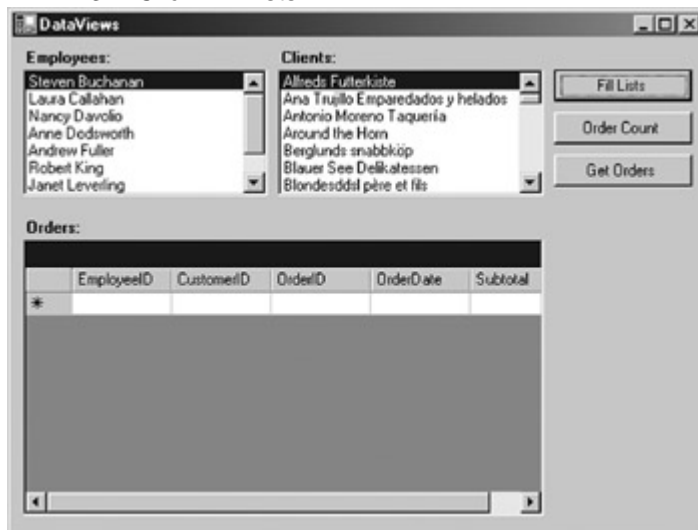 DataViews
Employees:
Steven Buchanan
Laura Callahan
Nancy Davolio
Anne Dodsworth
Andrew Fuller
Robert King
Janet Leverling
Clients:
Alfreds Futterkiste
Ana Trujillo Emparedados y helados
Antonio Moreno Taquería
Around the Horn
Berglunds snabbköp
Blauer See Delikatessen
Blondesddsl père et fils
Fill Lists
Order Count
Get Orders
Orders:
EmployeeID CustomerID OrderID OrderDate Subtotal
*